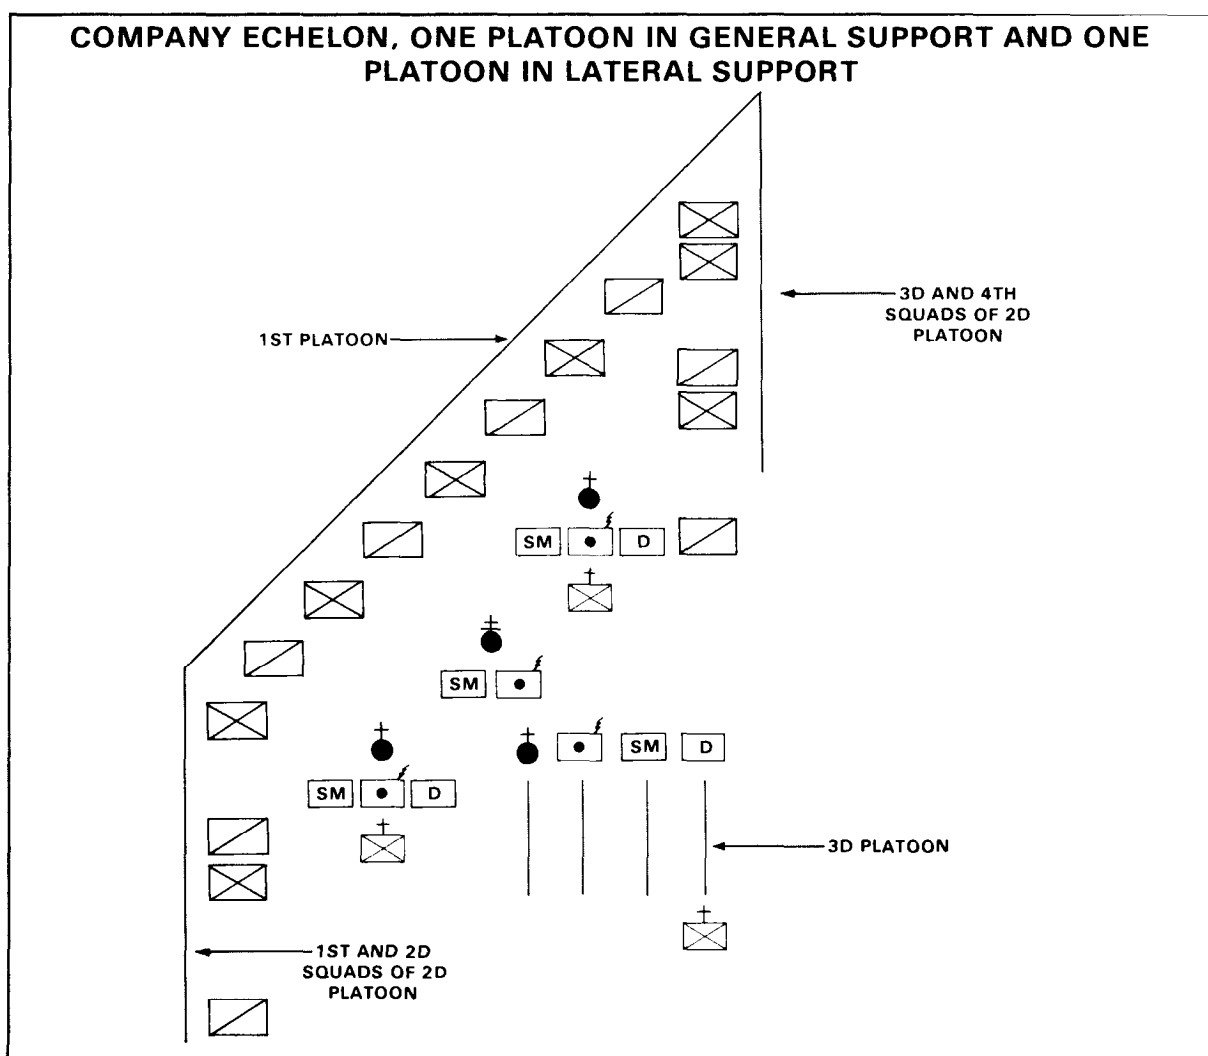 COMPANY ECHELON, ONE PLATOON IN GENERAL SUPPORT AND ONE
PLATOON IN LATERAL SUPPORT
3D AND 4TH
SQUADS OF 2D
PLATOON
1ST PLATOON
SM
D
SM
SM
D
SM
D
3D PLATOON
1ST AND 2D
SQUADS OF 2D
PLATOON